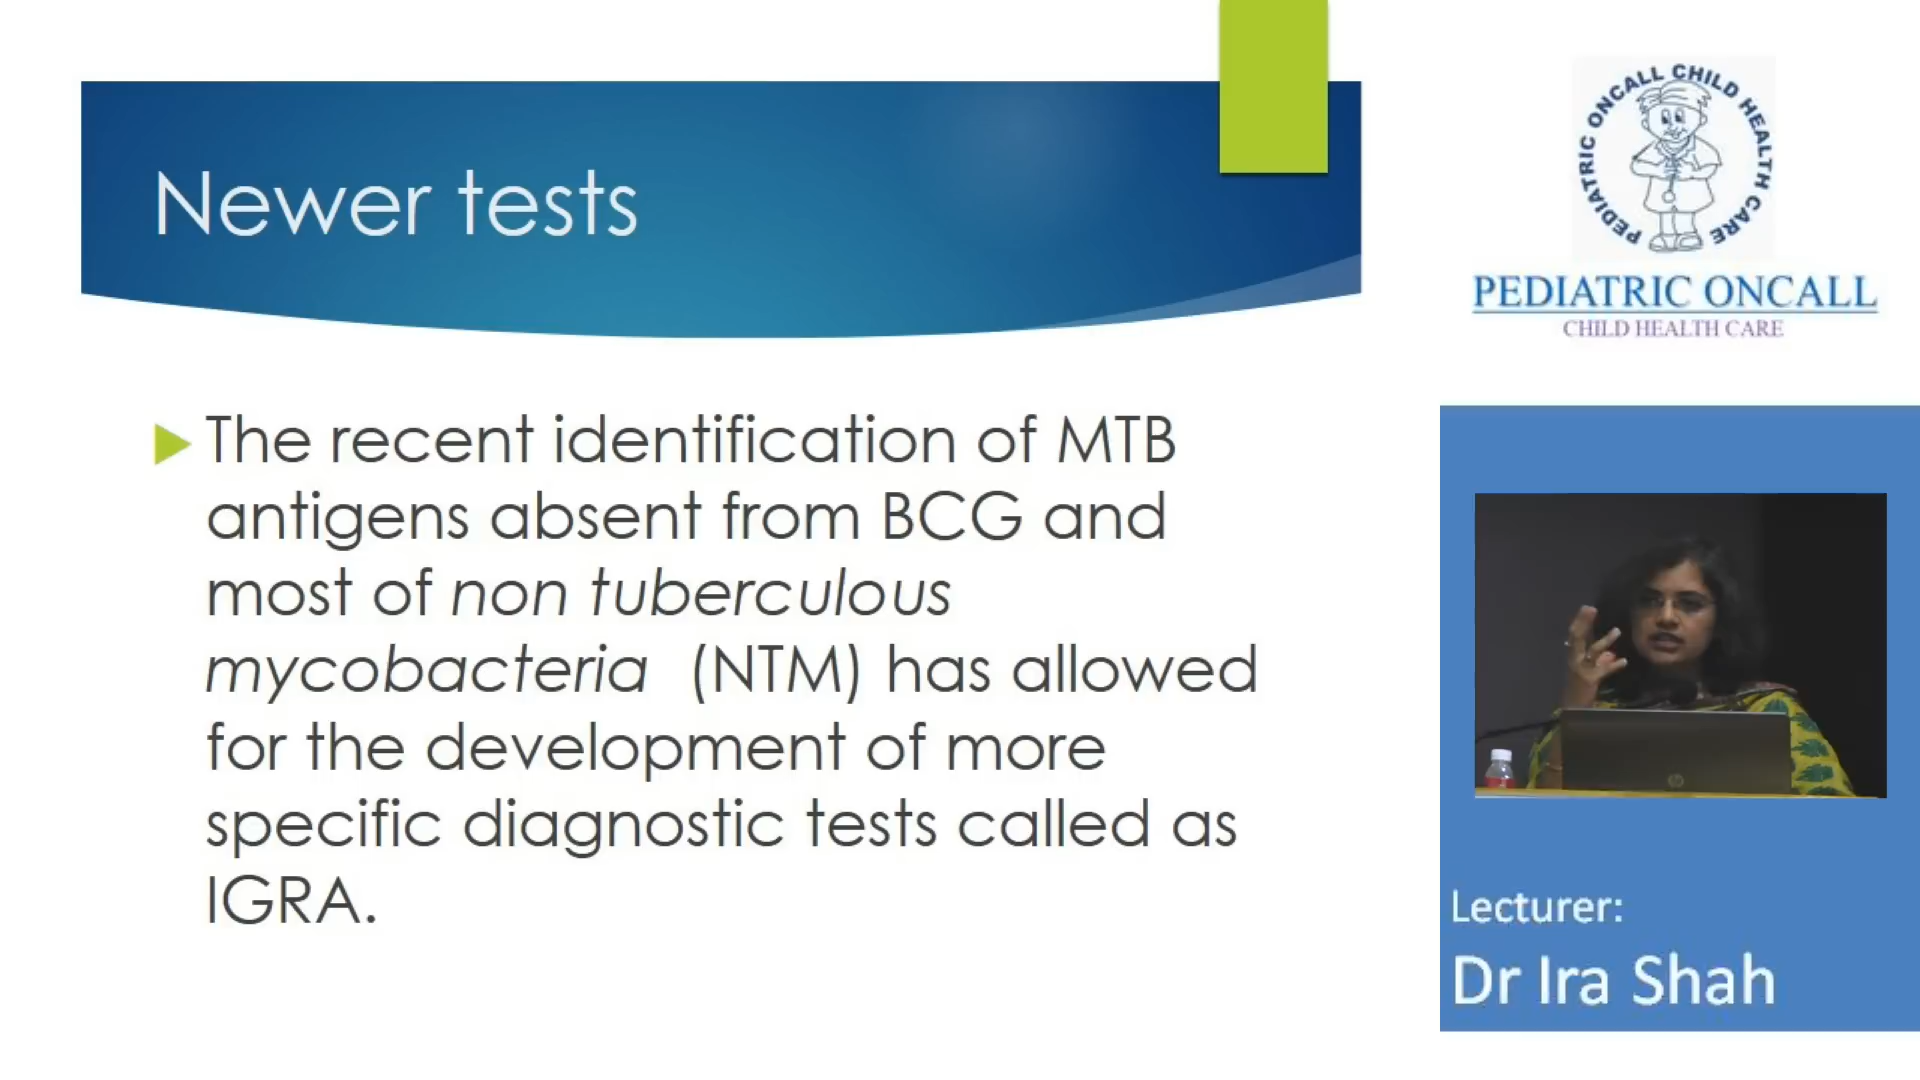 Newer tests
The recent identification of MTB
antigens absent from BCG and
most of non tuberculous
mycobacteria (NTM) has allowed
for the development of more
specific diagnostic tests called as
IGRA.
PEDIATRIC ONCALL CHILD HEALTH CARE
PEDIATRIC ONCALL
CHILD HEALTH CARE
Lecturer:
Dr Ira Shah